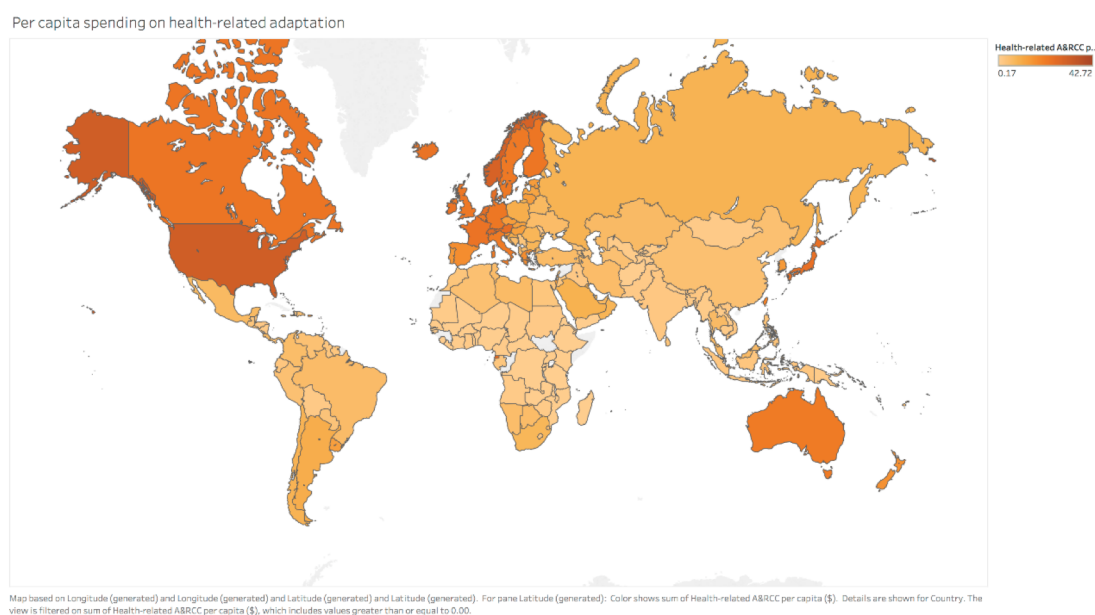 Per capita spending on health-related adaptation
Health-related A&RCC p..
0.17 42.72
Map based on Longitude (generated) and Longitude (generated) and Latitude (generated) and Latitude (generated). For pane Latitude (generated): Color shows sum of Health-related A&RCC per capita ($). Details are shown for Country. The
view is filtered on sum of Health-related A&RCC per capita ($), which includes values greater than or equal to 0.00.